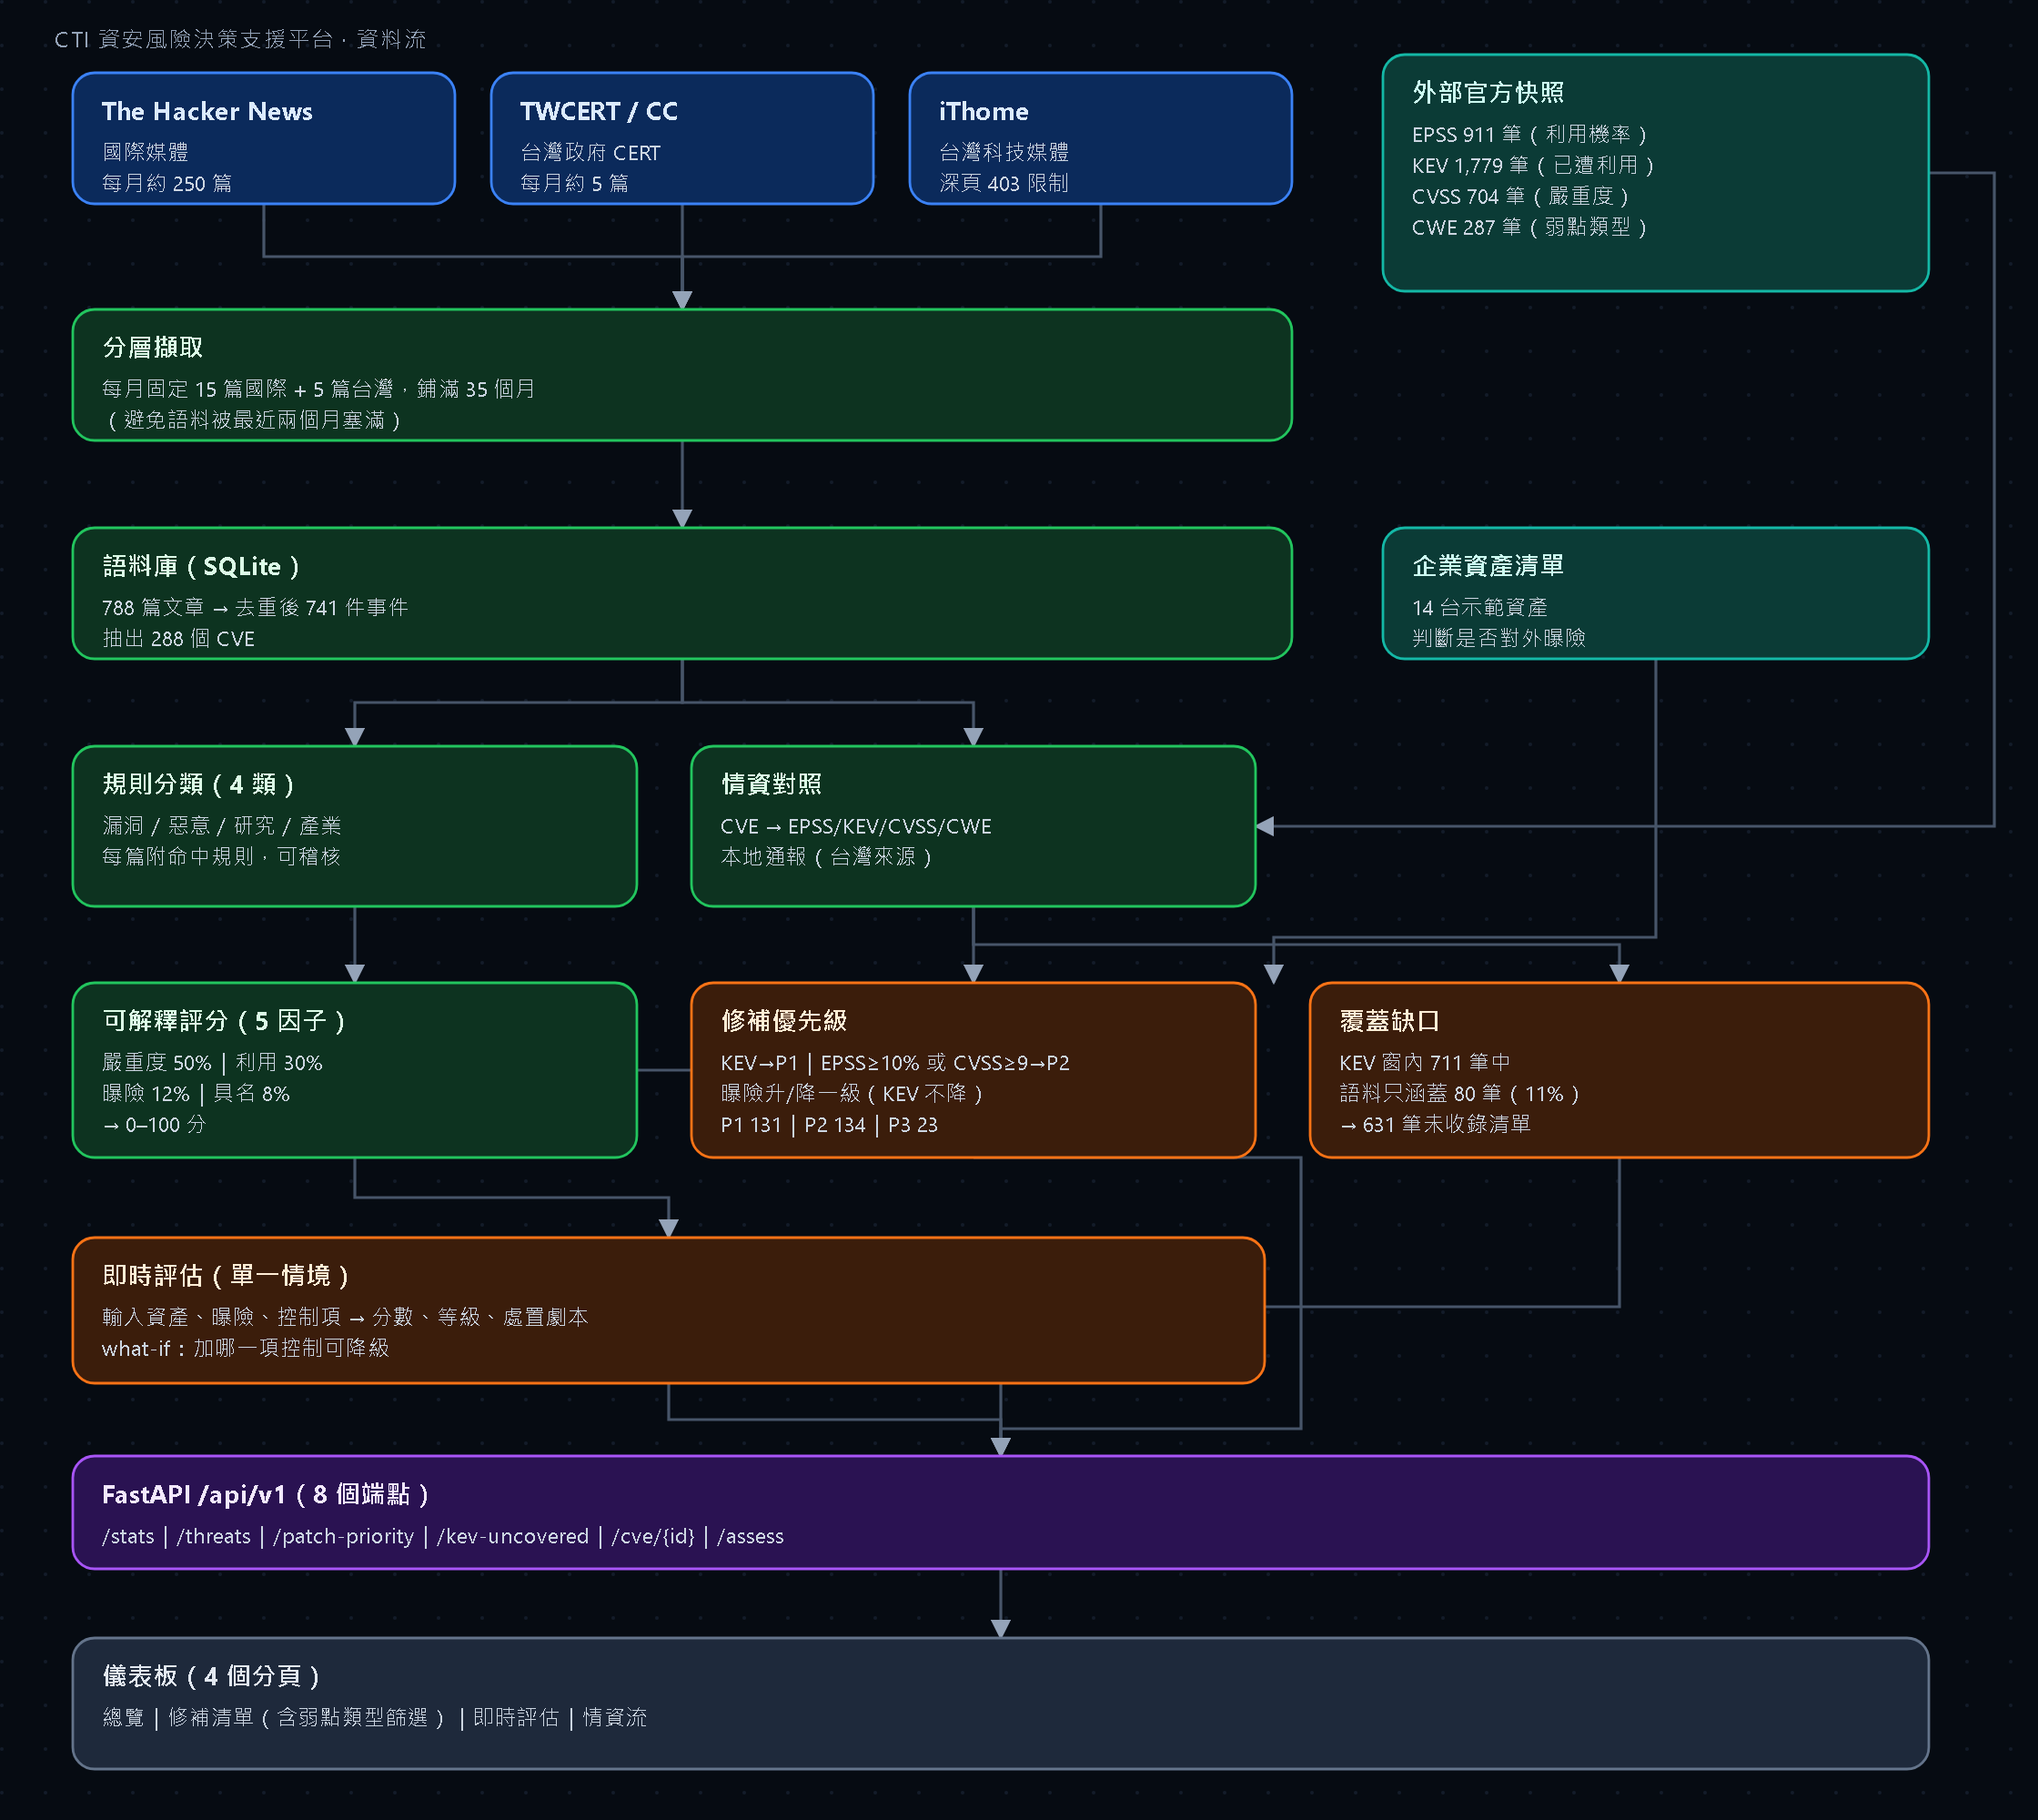 CTI 資安風險決策支援平台 · 資料流
The Hacker News
國際媒體
每月約 250 篇
TWCERT / CC
台灣政府 CERT
每月約 5 篇
iThome
台灣科技媒體
深頁 403 限制
外部官方快照
EPSS 911 筆 ( 利用機率 )
KEV 1,779 筆 ( 已遭利用 )
CVSS 704 筆 ( 嚴重度 )
CWE 287 筆 ( 弱點類型 )
分層擷取
每月固定 15 篇國際 + 5 篇台灣，鋪滿 35 個月
( 避免語料被最近兩個月塞滿 )
語料庫 ( SQLite )
788 篇文章 → 去重後 741 件事件
抽出 288 個 CVE
企業資產清單
14 台示範資產
判斷是否對外曝險
規則分類 ( 4 類 )
漏洞 / 惡意 / 研究 / 產業
每篇附命中規則，可稽核
情資對照
CVE → EPSS/KEV/CVSS/CWE
本地通報 ( 台灣來源 )
可解釋評分 ( 5 因子 )
嚴重度 50% | 利用 30%
曝險 12% | 具名 8%
→ 0–100 分
修補優先級
KEV→P1 | EPSS≥10% 或 CVSS≥9→P2
曝險升/降一級 ( KEV 不降 )
P1 131 | P2 134 | P3 23
覆蓋缺口
KEV 窗內 711 筆中
語料只涵蓋 80 筆 ( 11% )
→ 631 筆未收錄清單
即時評估 ( 單一情境 )
輸入資產、曝險、控制項 → 分數、等級、處置劇本
what-if : 加哪一項控制可降級
FastAPI /api/v1 ( 8 個端點 )
/stats | /threats | /patch-priority | /kev-uncovered | /cve/{id} | /assess
儀表板 ( 4 個分頁 )
總覽 | 修補清單 ( 含弱點類型篩選 ) | 即時評估 | 情資流